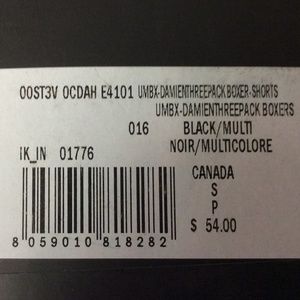 00ST3V 0CDAH E4101 UMBX-DAMIENTHREEPACK BOXER-SHORTS
UMBX-DAMIENTHREEPACK BOXERS
016 BLACK/MULTI
NOIR/MULTICOLORE
IK_IN 01776
CANADA
S
P
$ 54.00
8 059010 818282